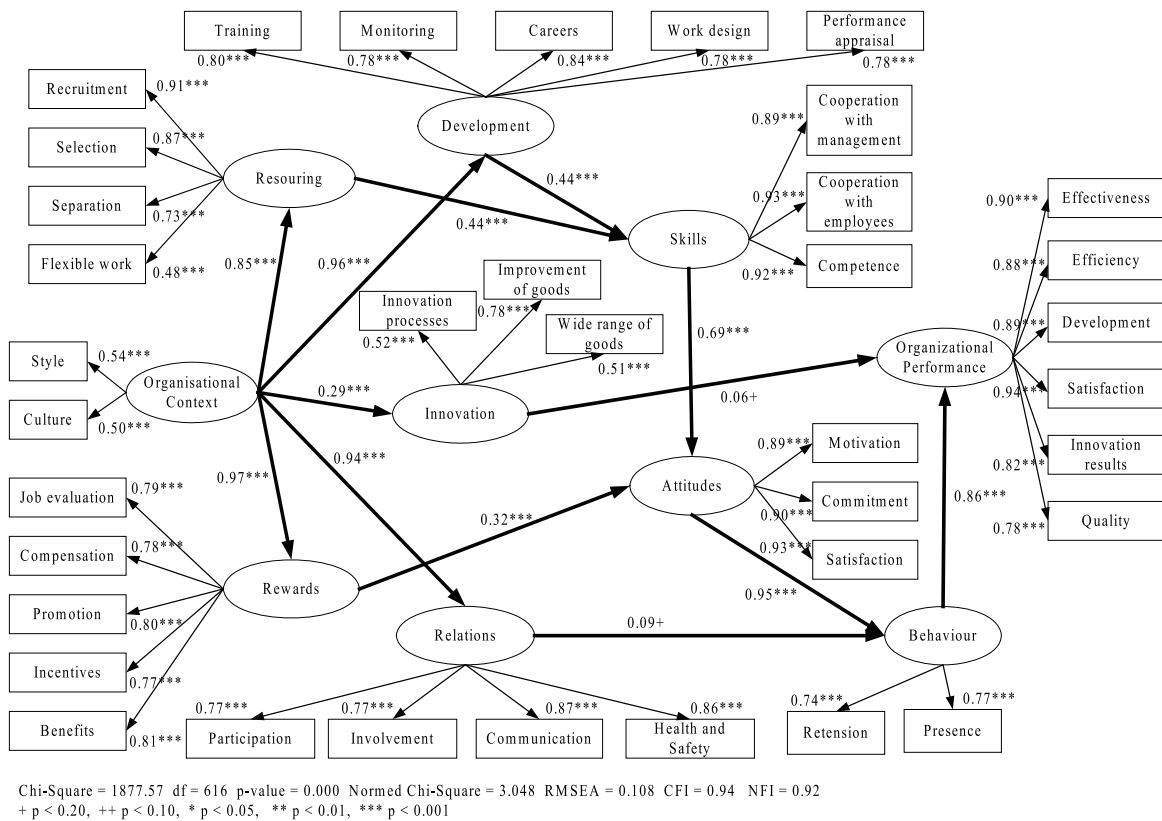 Training
Monitoring
Careers
Work design
Performance
appraisal
0.80***
0.78***
0.84***
0.78***
0.78***
Recruitment
0.91***
Selection
0.87***
Separation
0.73***
Flexible work
0.48***
Resouring
Development
0.44***
0.44***
Cooperation
with
management
0.89***
Cooperation
with
employees
0.93***
Competence
0.92***
Skills
0.85***
0.96***
Innovation
processes
0.52***
Improvement
of goods
0.78***
Wide range of
goods
0.51***
0.69***
Effectiveness
0.90***
Efficiency
0.88***
Development
0.89***
Satisfaction
0.94***
Innovation
results
0.82***
Quality
0.78***
Organizational
Performance
Style
0.54***
Culture
0.50***
Organisational
Context
0.29***
Innovation
0.06+
0.94***
0.97***
Job evaluation
0.79***
Compensation
0.78***
Promotion
0.80***
Incentives
0.77***
Benefits
0.81***
Rewards
0.32***
Attitudes
Motivation
0.89***
Commitment
0.90***
Satisfaction
0.93***
0.95***
0.86***
Relations
0.09+
Behaviour
0.77***
0.77***
0.87***
0.86***
Participation
Involvement
Communication
Health and
Safety
0.74***
0.77***
Retension
Presence
Chi-Square = 1877.57 df = 616 p-value = 0.000 Normed Chi-Square = 3.048 RMSEA = 0.108 CFI = 0.94 NFI = 0.92
+ p < 0.20, ++ p < 0.10, * p < 0.05, ** p < 0.01, *** p < 0.001